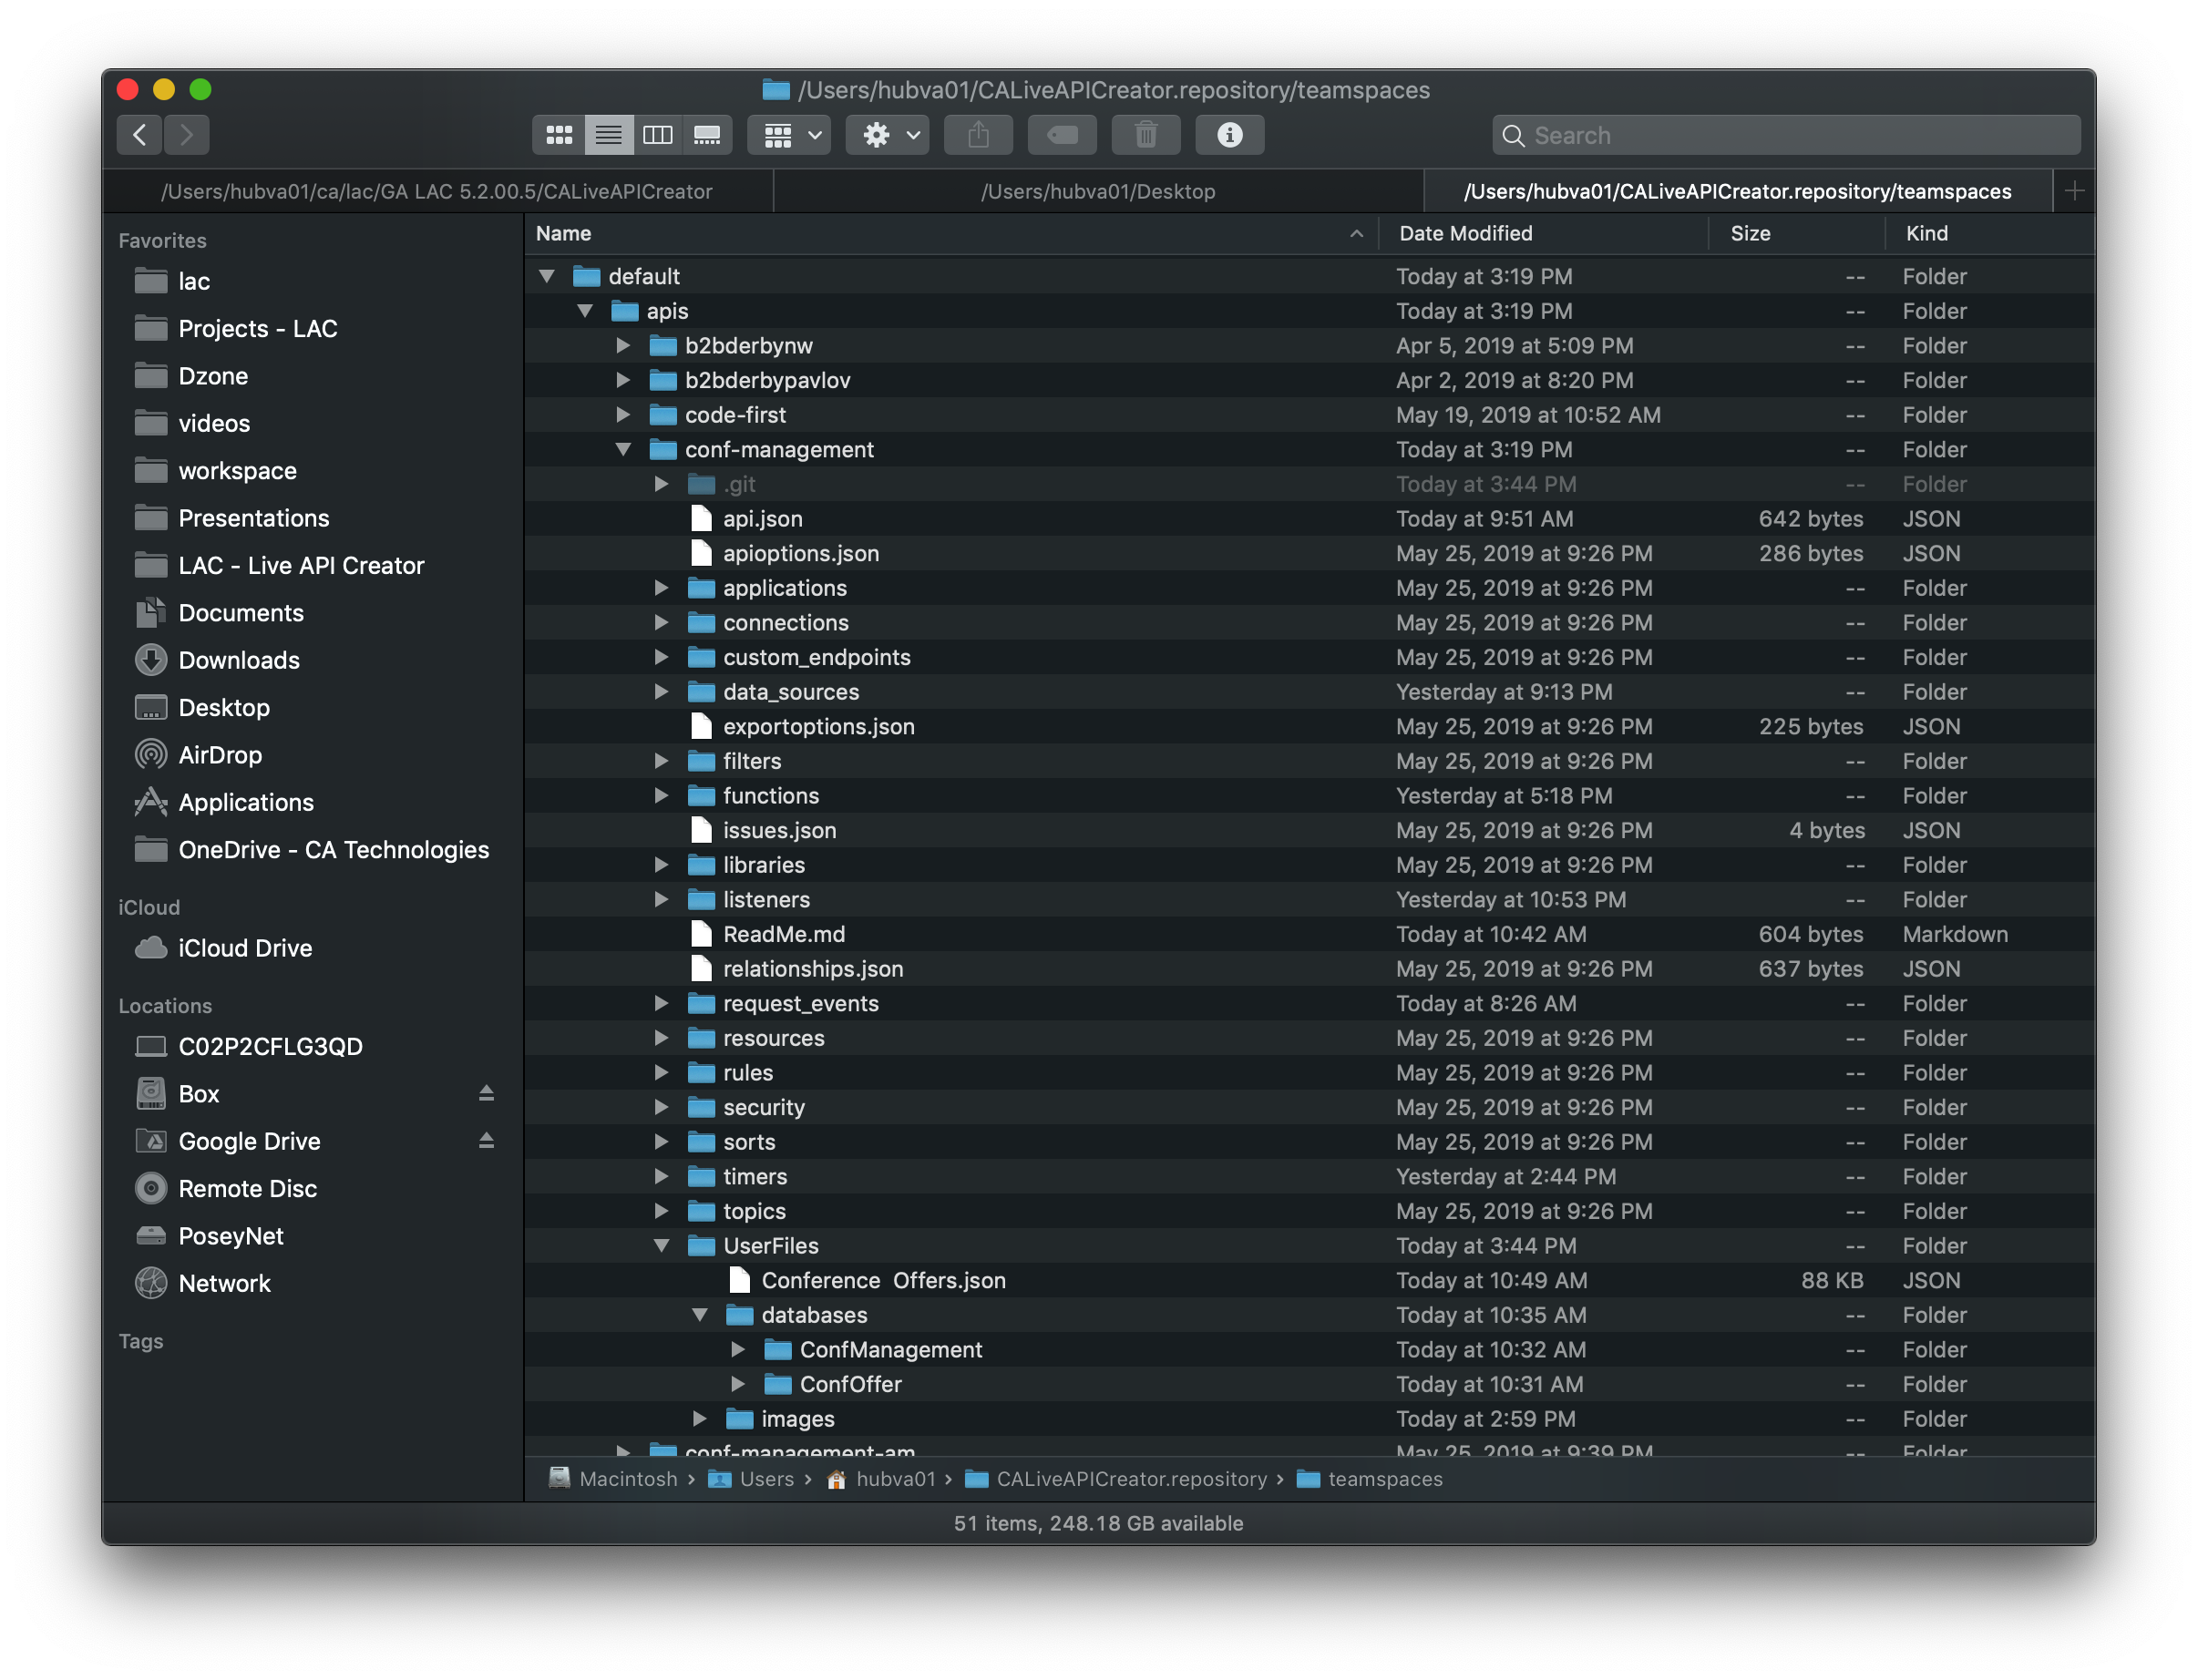 /Users/hubva01/CALiveAPICreator.repository/teamspaces
Search
/Users/hubva01/ca/lac/GA LAC 5.2.00.5/CALiveAPICreator
/Users/hubva01/Desktop
/Users/hubva01/CALiveAPICreator.repository/teamspaces
Favorites
lac
Projects - LAC
Dzone
videos
workspace
Presentations
LAC - Live API Creator
Documents
Downloads
Desktop
AirDrop
Applications
OneDrive - CA Technologies
iCloud
iCloud Drive
Locations
C02P2CFLG3QD
Box
Google Drive
Remote Disc
PoseyNet
Network
Tags
Name Date Modified Size Kind
default Today at 3:19 PM -- Folder
apis Today at 3:19 PM -- Folder
b2bderbynw Apr 5, 2019 at 5:09 PM -- Folder
b2bderbypavlov Apr 2, 2019 at 8:20 PM -- Folder
code-first May 19, 2019 at 10:52 AM -- Folder
conf-management Today at 3:19 PM -- Folder
.git Today at 3:44 PM -- Folder
api.json Today at 9:51 AM 642 bytes JSON
apioptions.json May 25, 2019 at 9:26 PM 286 bytes JSON
applications May 25, 2019 at 9:26 PM -- Folder
connections May 25, 2019 at 9:26 PM -- Folder
custom_endpoints May 25, 2019 at 9:26 PM -- Folder
data_sources Yesterday at 9:13 PM -- Folder
exportoptions.json May 25, 2019 at 9:26 PM 225 bytes JSON
filters May 25, 2019 at 9:26 PM -- Folder
functions Yesterday at 5:18 PM -- Folder
issues.json May 25, 2019 at 9:26 PM 4 bytes JSON
libraries May 25, 2019 at 9:26 PM -- Folder
listeners Yesterday at 10:53 PM -- Folder
ReadMe.md Today at 10:42 AM 604 bytes Markdown
relationships.json May 25, 2019 at 9:26 PM 637 bytes JSON
request_events Today at 8:26 AM -- Folder
resources May 25, 2019 at 9:26 PM -- Folder
rules May 25, 2019 at 9:26 PM -- Folder
security May 25, 2019 at 9:26 PM -- Folder
sorts May 25, 2019 at 9:26 PM -- Folder
timers Yesterday at 2:44 PM -- Folder
topics May 25, 2019 at 9:26 PM -- Folder
UserFiles Today at 3:44 PM -- Folder
Conference  Offers.json Today at 10:49 AM 88 KB JSON
databases Today at 10:35 AM -- Folder
ConfManagement Today at 10:32 AM -- Folder
ConfOffer Today at 10:31 AM -- Folder
images Today at 2:59 PM -- Folder
conf-management-am May 25, 2019 at 9:39 PM -- Folder
Macintosh › Users › hubva01 › CALiveAPICreator.repository › teamspaces
51 items, 248.18 GB available